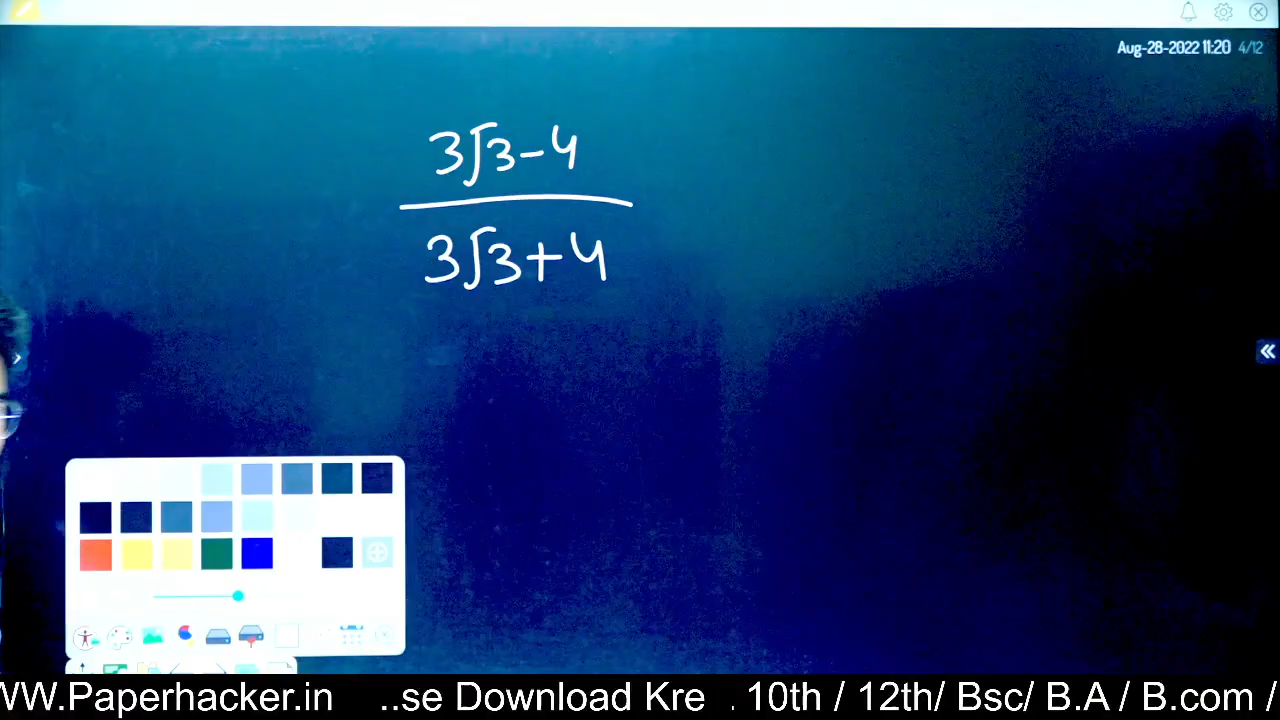 Aug-28-2022 11:20 4/12
3√3-4
3√3+4
WW.Paperhacker.in ..se Download Kre . 10th / 12th/ Bsc/ B.A / B.com /